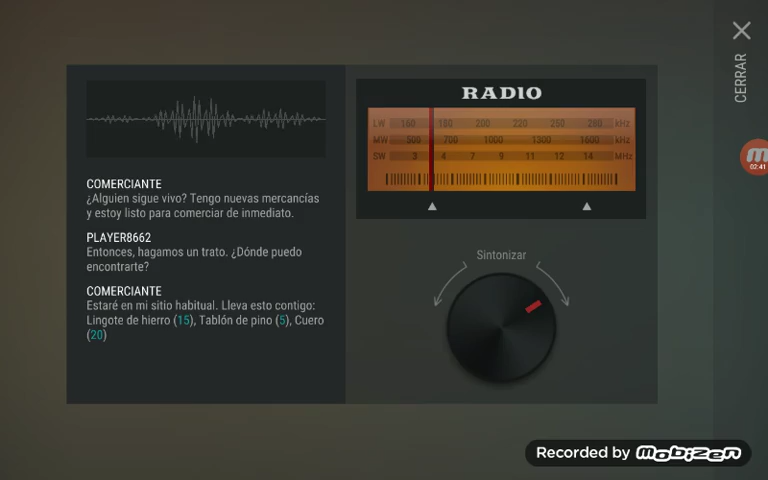 CERRAR
RADIO
LW 160 180 200 220 250 280 kHz
MW 500 700 1000 1300 1600 kHz
SW 3 4 7 9 11 12 14 MHz
02:41
COMERCIANTE
¿Alguien sigue vivo? Tengo nuevas mercancías
y estoy listo para comerciar de inmediato.
PLAYER8662
Entonces, hagamos un trato. ¿Dónde puedo
encontrarte?
COMERCIANTE
Estaré en mi sitio habitual. Lleva esto contigo:
Lingote de hierro (15), Tablón de pino (5), Cuero
(20)
Sintonizar
Recorded by mobizen